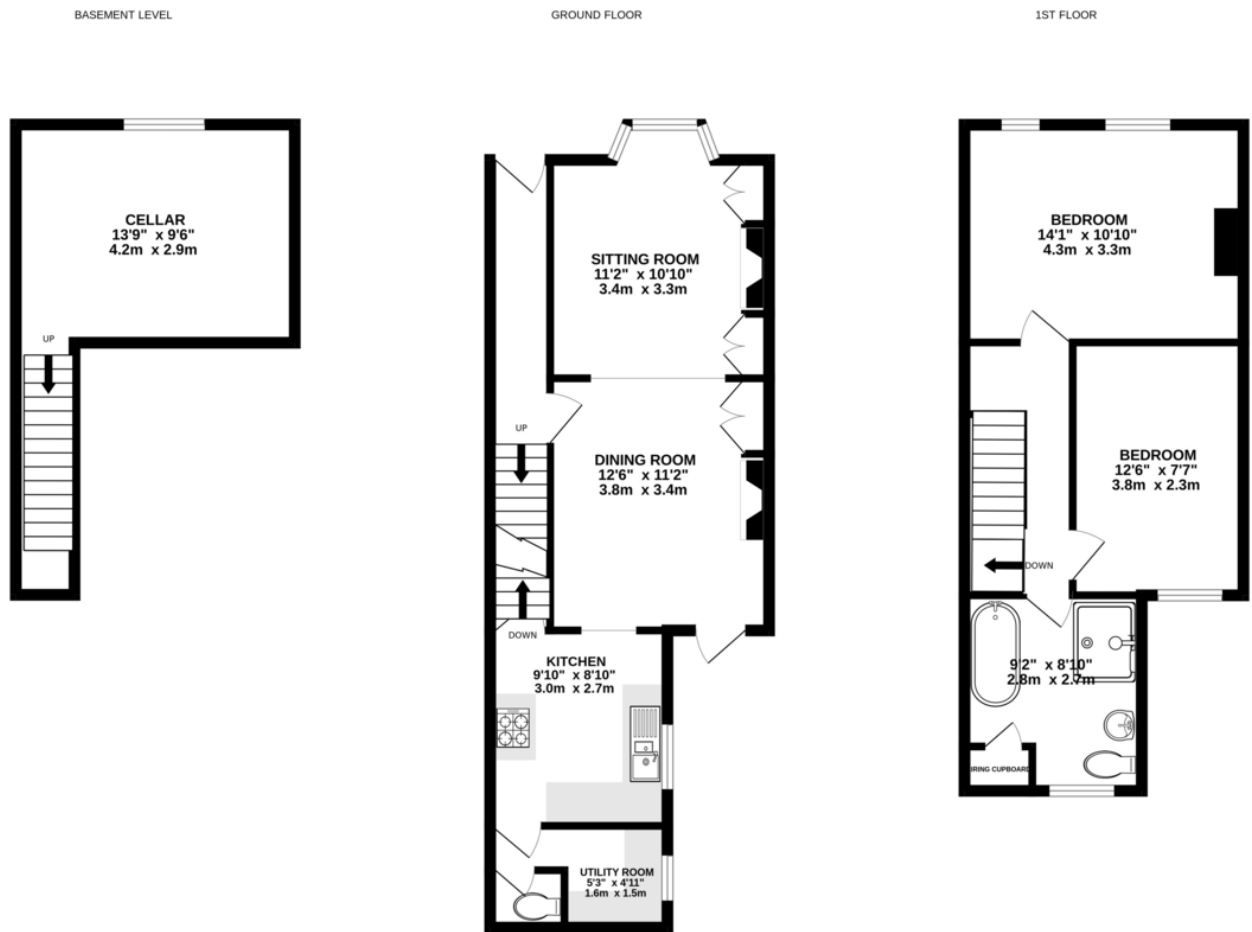 BASEMENT LEVEL
CELLAR
13'9" x 9'6"
4.2m x 2.9m
UP
GROUND FLOOR
SITTING ROOM
11'2" x 10'10"
3.4m x 3.3m
UP
DINING ROOM
12'6" x 11'2"
3.8m x 3.4m
DOWN
KITCHEN
9'10" x 8'10"
3.0m x 2.7m
UTILITY ROOM
5'3" x 4'11"
1.6m x 1.5m
1ST FLOOR
BEDROOM
14'1" x 10'10"
4.3m x 3.3m
BEDROOM
12'6" x 7'7"
3.8m x 2.3m
DOWN
9'2" x 8'10"
2.8m x 2.7m
IRING CUPBOARD